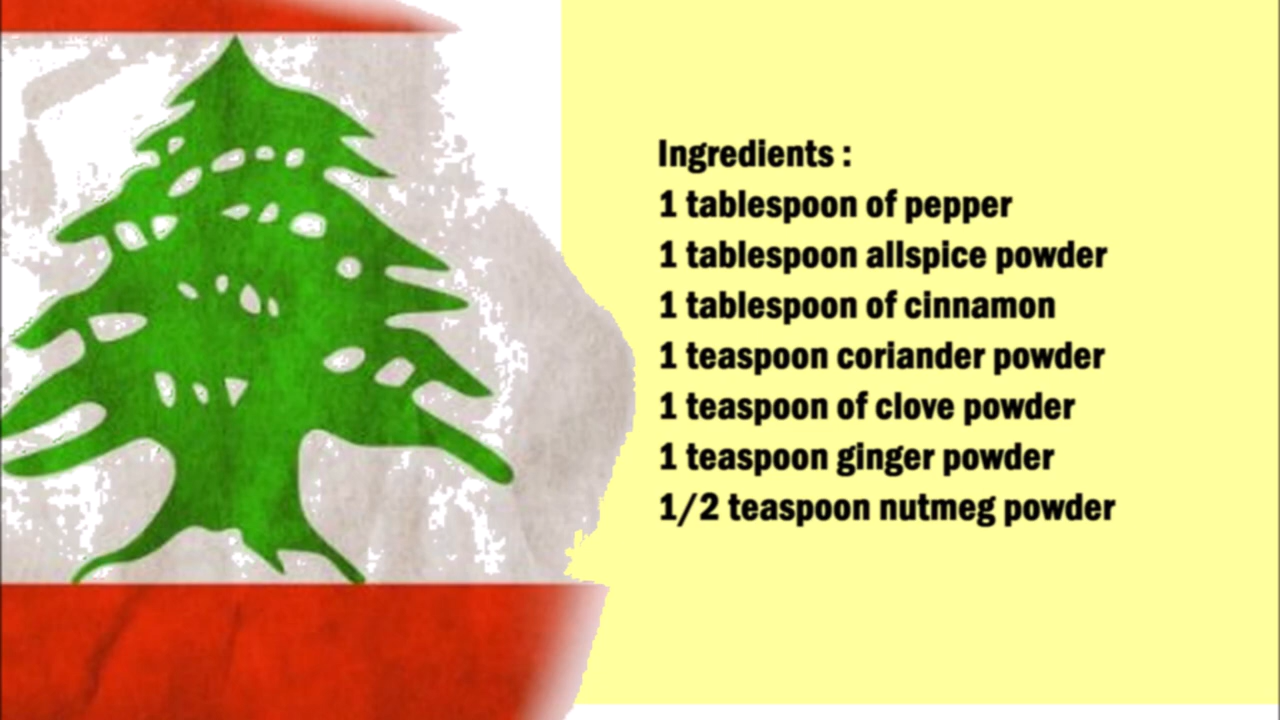 Ingredients :
1 tablespoon of pepper
1 tablespoon allspice powder
1 tablespoon of cinnamon
1 teaspoon coriander powder
1 teaspoon of clove powder
1 teaspoon ginger powder
1/2 teaspoon nutmeg powder